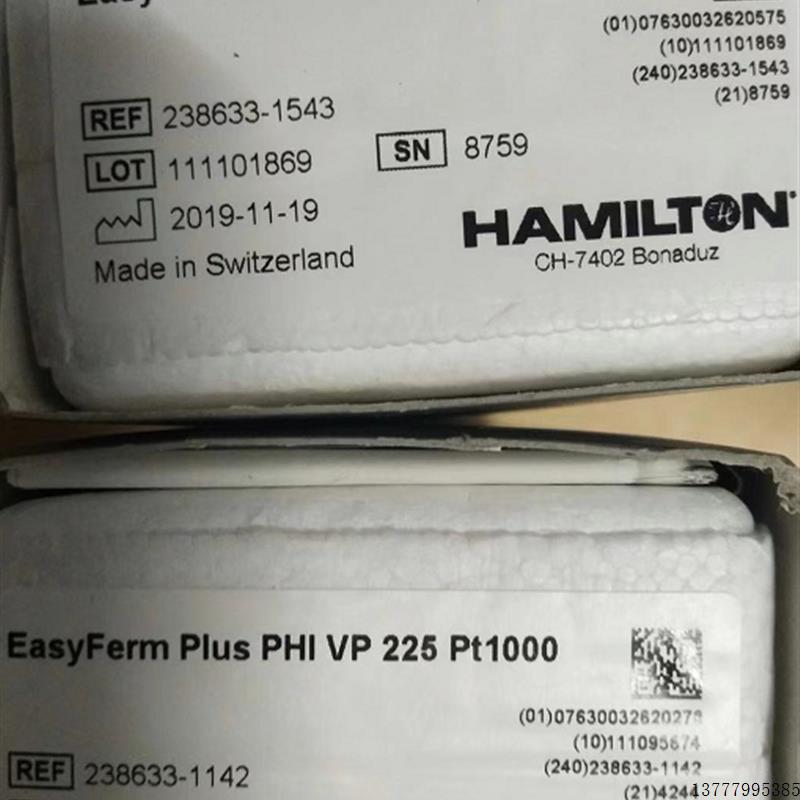 (01)07630032620575
(10)111101869
(240)238633-1543
(21)8759
REF 238633-1543
LOT 111101869
SN 8759
2019-11-19
Made in Switzerland
HAMILTON
CH-7402 Bonaduz
EasyFerm Plus PHI VP 225 Pt1000
(10)111095674
(240)238633-1142
REF 238633-1142
13777995385